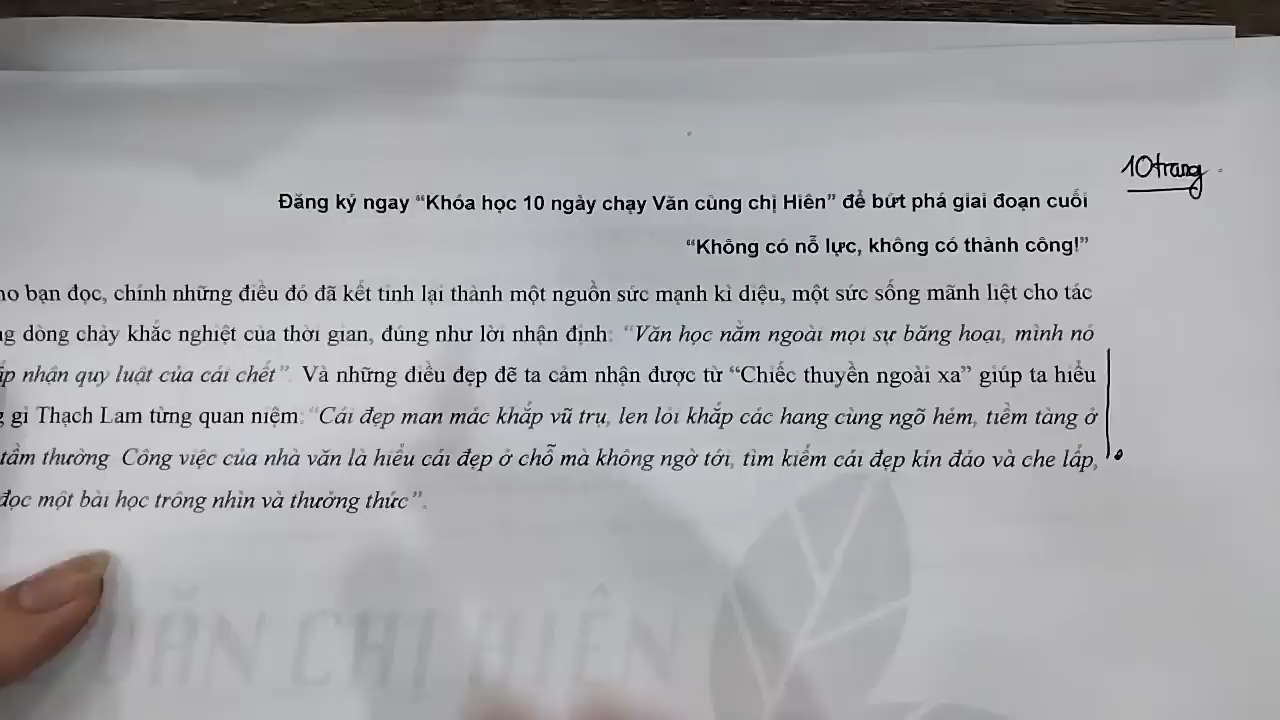 10 trang
Đăng ký ngay “Khóa học 10 ngày chạy Văn cùng chị Hiên” để bứt phá giai đoạn cuối
“Không có nỗ lực, không có thành công!”
bạn đọc, chính những điều đó đã kết tinh lại thành một nguồn sức mạnh kì diệu, một sức sống mãnh liệt cho tác
dòng chảy khắc nghiệt của thời gian, đúng như lời nhận định: “Văn học nằm ngoài mọi sự băng hoại, mình nó
nhận quy luật của cái chết”. Và những điều đẹp đẽ ta cảm nhận được từ “Chiếc thuyền ngoài xa” giúp ta hiểu
gì Thạch Lam từng quan niệm: “Cái đẹp man mác khắp vũ trụ, len lỏi khắp các hang cùng ngõ hẻm, tiềm tàng ở
tầm thường. Công việc của nhà văn là hiểu cái đẹp ở chỗ mà không ngờ tới, tìm kiếm cái đẹp kín đáo và che lấp,
đọc một bài học trông nhìn và thưởng thức”.
VĂN CHỊ HIÊN